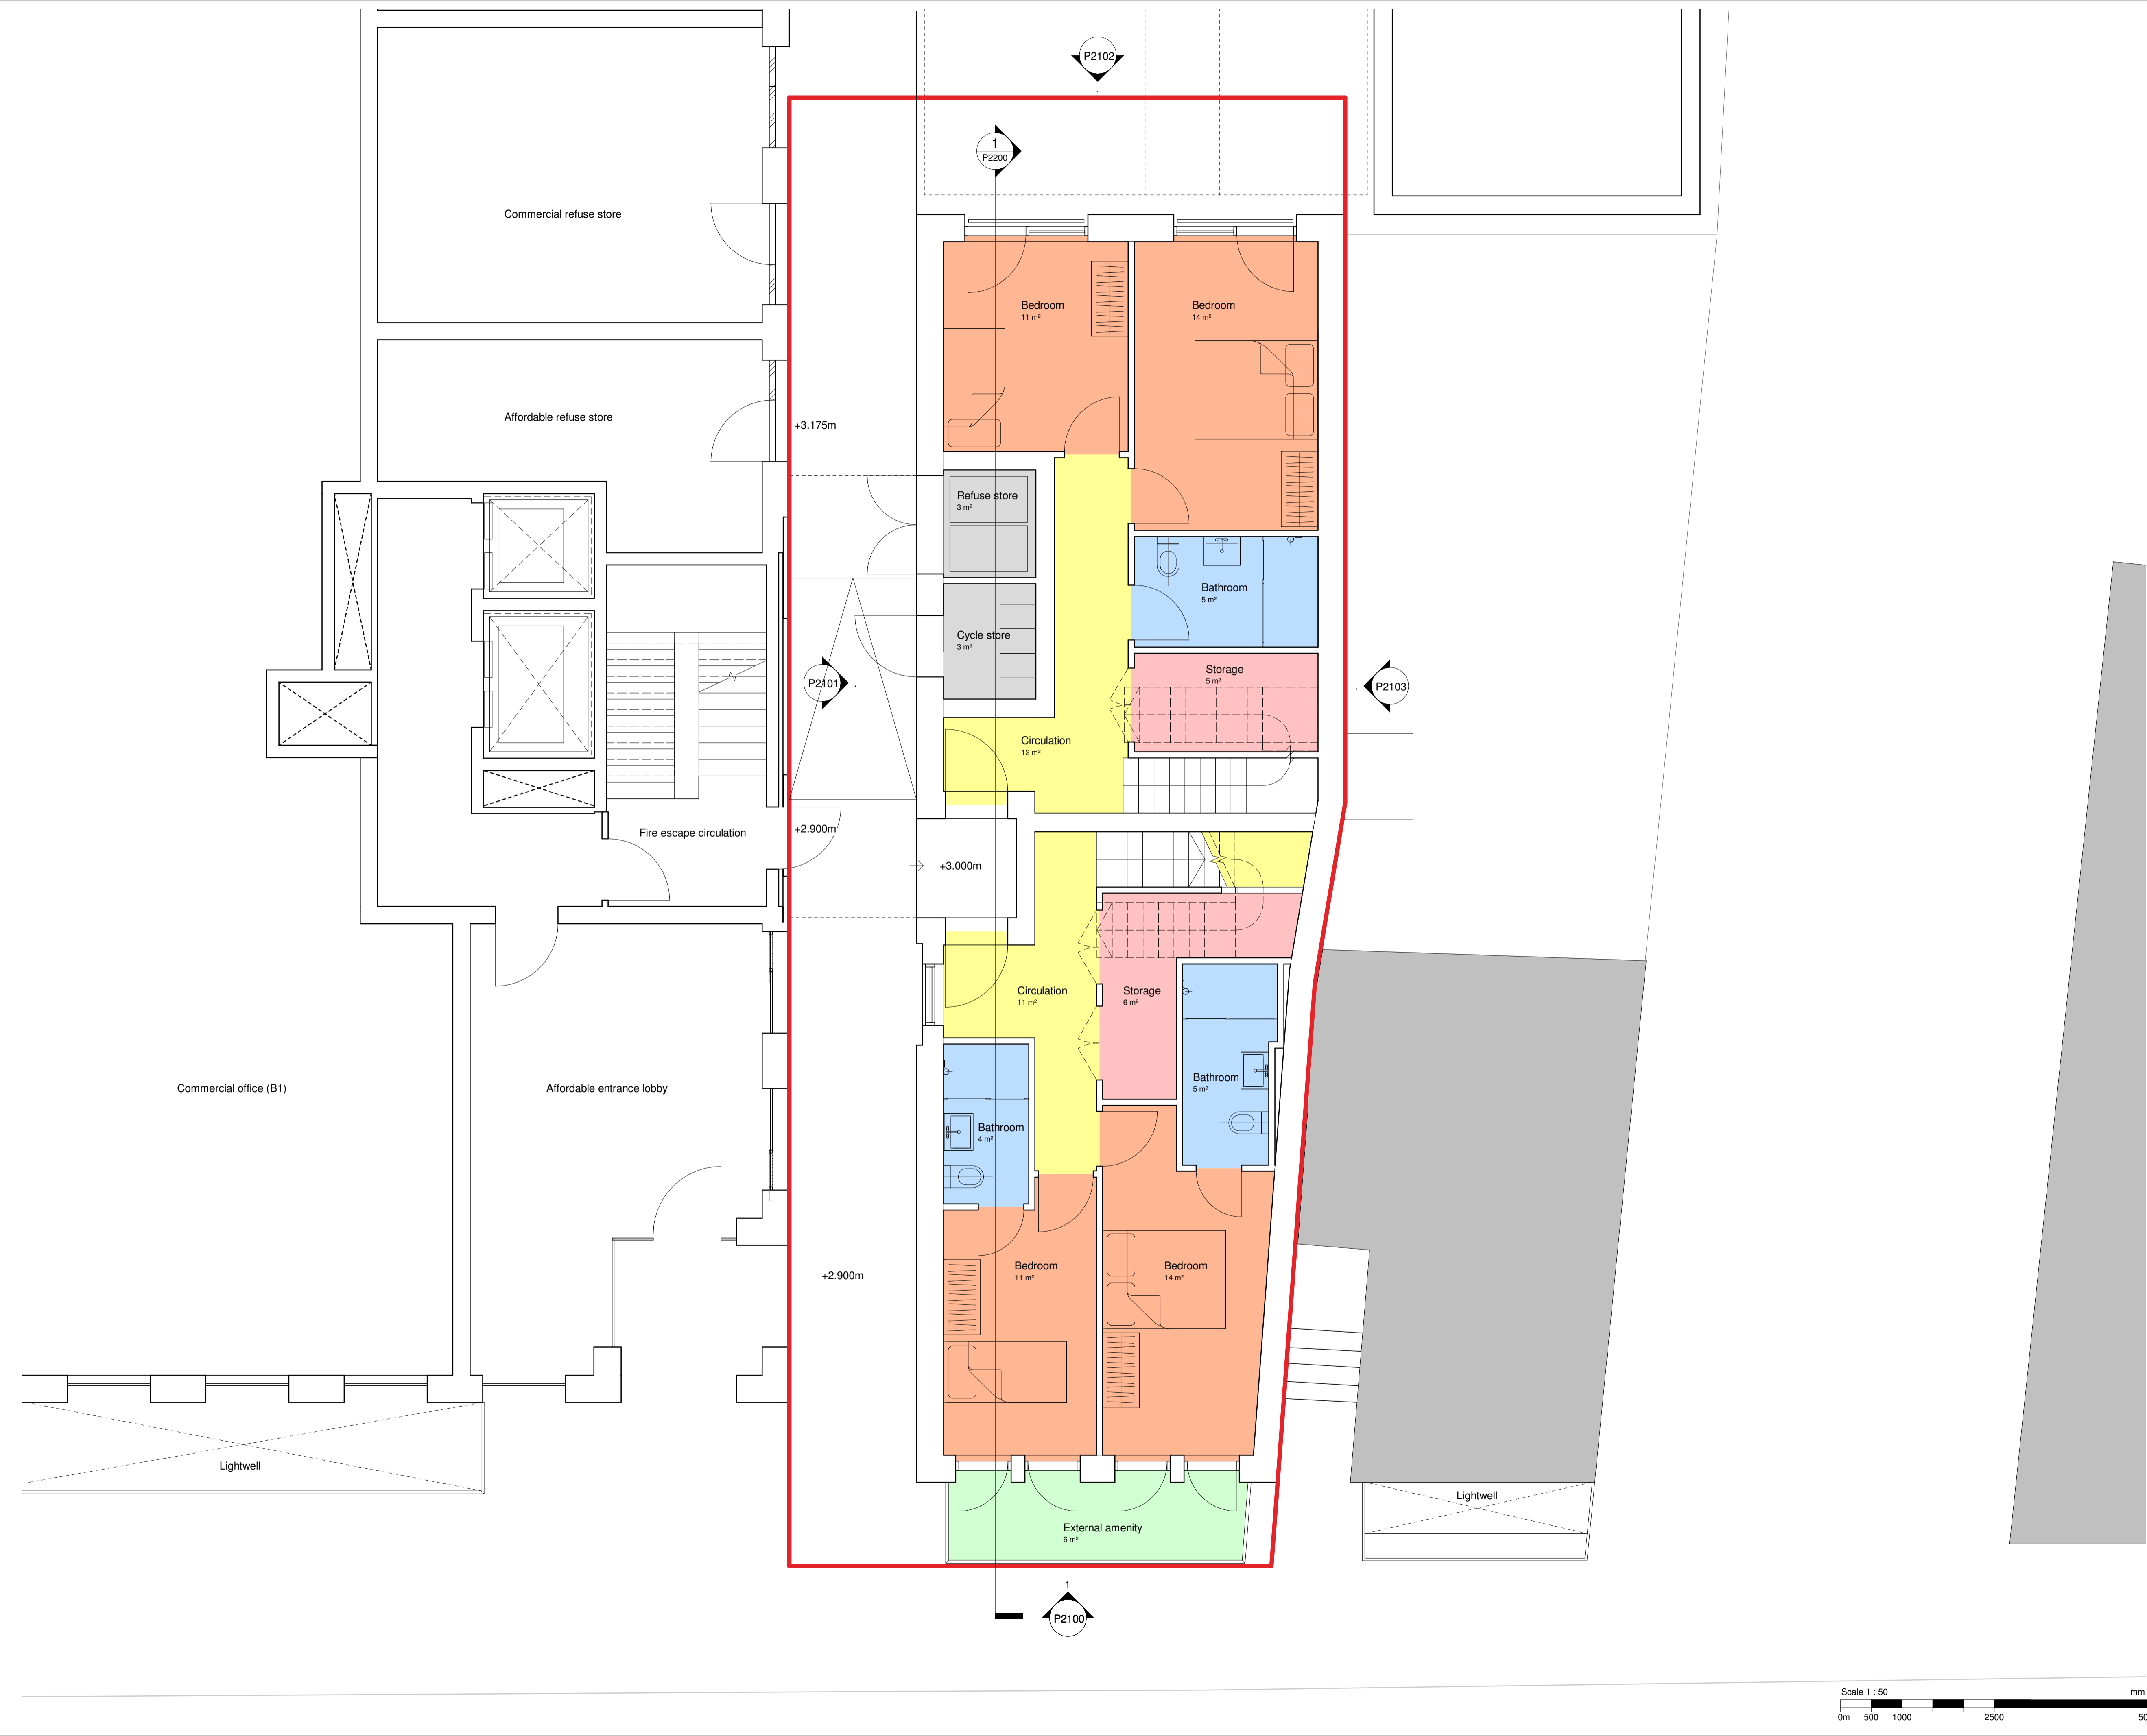 P2102
1
P2200
Commercial refuse store
Bedroom
11 m²
Bedroom
14 m²
Affordable refuse store
+3.175m
Refuse store
3 m²
Bathroom
5 m²
Cycle store
3 m²
Storage
5 m²
P2101
P2103
Circulation
12 m²
Fire escape circulation
+2.900m
+3.000m
Circulation
11 m²
Storage
6 m²
Bathroom
5 m²
Commercial office (B1)
Affordable entrance lobby
Bathroom
4 m²
Bedroom
11 m²
Bedroom
14 m²
+2.900m
Lightwell
Lightwell
External amenity
6 m²
1
P2100
Scale 1 : 50
mm
0m 500 1000 2500